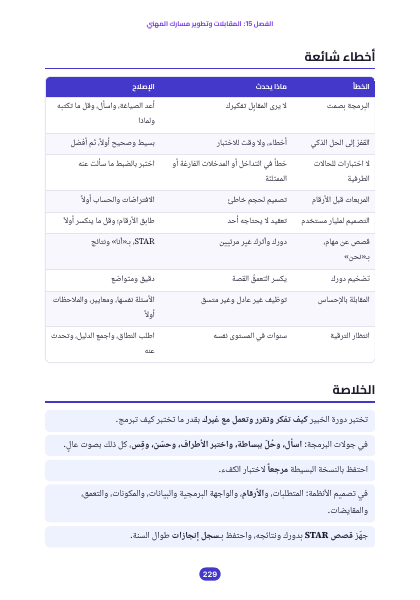 الفصل 15: المقابلات وتطوير مسارك المهني
أخطاء شائعة
الخطأ ماذا يحدث الإصلاح
البرمجة بصمت لا يرى المقابِل تفكيرك أعد الصياغة، واسأل، وقل ما تكتبه
ولماذا
القفز إلى الحل الذكي أخطاء، ولا وقت للاختبار بسيط وصحيح أولاً، ثم أفضل
لا اختبارات للحالات خطأ في التداخل أو المدخلات الفارغة أو اختبر بالضبط ما سألت عنه
الطرفية الممتلئة
المربعات قبل الأرقام تصميم لحجم خاطئ الافتراضات والحساب أولاً
التصميم لمليار مستخدم تعقيد لا يحتاجه أحد طابق الأرقام؛ وقل ما ينكسر أولاً
قصص عن مهام، دورك وأثرك غير مرئيين STAR، بـ«أنا» ونتائج
بـ«نحن»
تضخيم دورك يكسر التعمقُ القصة دقيق ومتواضع
المقابلة بالإحساس توظيف غير عادل وغير متسق الأسئلة نفسها، ومعايير، والملاحظات
أولاً
انتظار الترقية سنوات في المستوى نفسه اطلب النطاق، واجمع الدليل، وتحدث
عنه
الخلاصة
تختبر دورة الخبير كيف تفكر وتقرر وتعمل مع غيرك بقدر ما تختبر كيف تبرمج.
في جولات البرمجة: اسأل، وحُلّ ببساطة، واختبر الأطراف، وحسّن، وقِس، كل ذلك بصوت عالٍ.
احتفظ بالنسخة البسيطة مرجعاً لاختبار الكفء.
في تصميم الأنظمة: المتطلبات، والأرقام، والواجهة البرمجية والبيانات، والمكونات، والتعمق،
والمقايضات.
جهّز قصص STAR بدورك ونتائجه، واحتفظ بـسجل إنجازات طوال السنة.
229